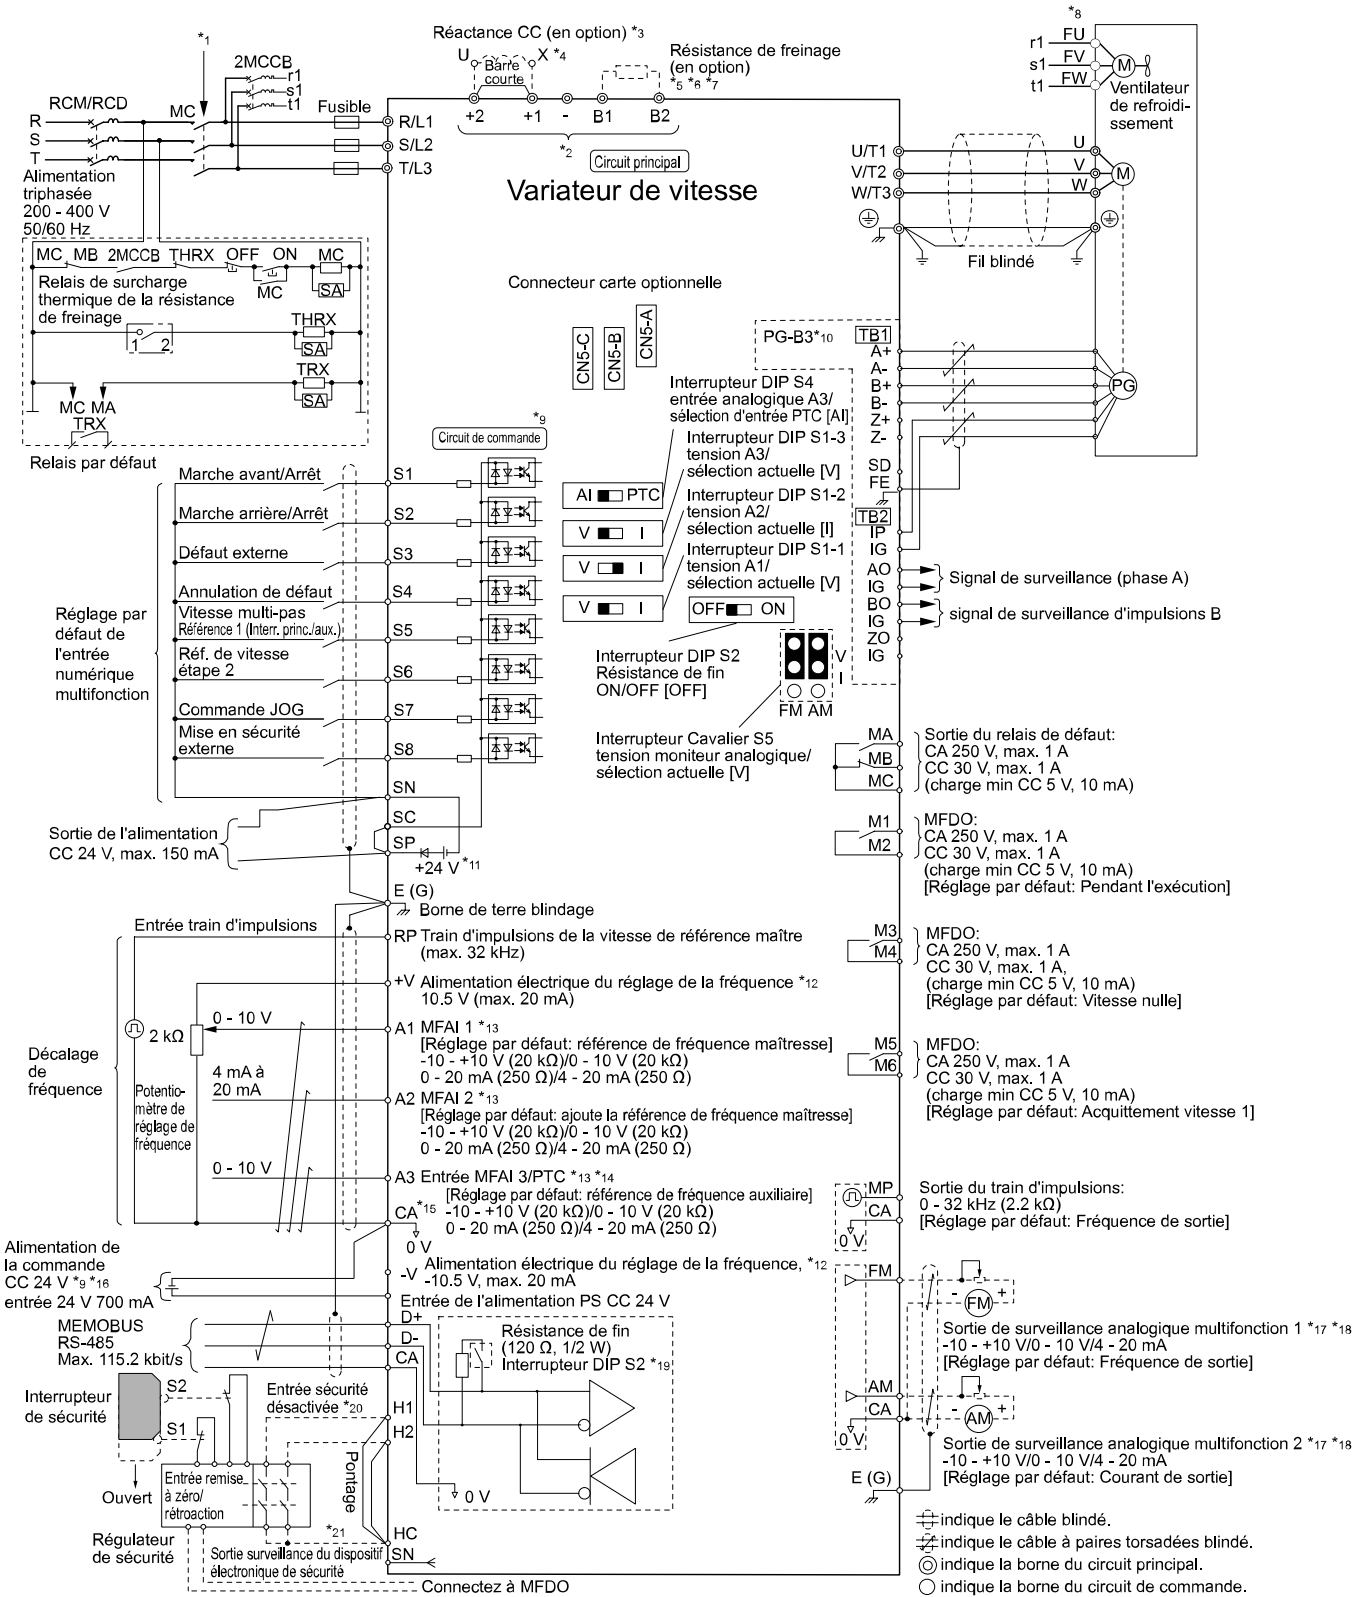 *1
Réactance CC (en option) *3
U X *4
Barre
courte
Résistance de freinage
(en option)
*5 *6 *7
+2 +1 - B1 B2
*2
Circuit principal
Variateur de vitesse
2MCCB
r1
s1
t1
RCM/RCD
MC
Fusible
R
S
T
R/L1
S/L2
T/L3
Alimentation
triphasée
200 - 400 V
50/60 Hz
*8
r1 FU
s1 FV
t1 FW
M
Ventilateur
de refroidi-
ssement
U/T1 U
V/T2 V
W/T3 W
M
Fil blindé
MC MB 2MCCB THRX OFF ON MC
MC
SA
Relais de surcharge
thermique de la résistance
de freinage
1 2
THRX
SA
TRX
SA
MC MA
TRX
Relais par défaut
Connecteur carte optionnelle
CN5-C
CN5-B
CN5-A
PG-B3*10
TB1
A+
A-
B+
B-
Z+
Z-
SD
FE
TB2
IP
IG
AO
IG
BO
IG
ZO
IG
PG
Signal de surveillance (phase A)
signal de surveillance d'impulsions B
*9
Circuit de commande
Interrupteur DIP S4
entrée analogique A3/
sélection d'entrée PTC [AI]
Interrupteur DIP S1-3
tension A3/
sélection actuelle [V]
Interrupteur DIP S1-2
tension A2/
sélection actuelle [I]
Interrupteur DIP S1-1
tension A1/
sélection actuelle [V]
AI PTC
V I
V I
V I
OFF ON
Interrupteur DIP S2
Résistance de fin
ON/OFF [OFF]
V
I
FM AM
Interrupteur Cavalier S5
tension moniteur analogique/
sélection actuelle [V]
Réglage par
défaut de
l'entrée
numérique
multifonction
Marche avant/Arrêt
S1
Marche arrière/Arrêt
S2
Défaut externe
S3
Annulation de défaut
S4
Vitesse multi-pas
Référence 1 (Interr. princ./aux.)
S5
Réf. de vitesse
étape 2
S6
Commande JOG
S7
Mise en sécurité
externe
S8
SN
SC
SP
+24 V *11
Sortie de l'alimentation
CC 24 V, max. 150 mA
E (G)
Borne de terre blindage
MA
MB
MC
Sortie du relais de défaut:
CA 250 V, max. 1 A
CC 30 V, max. 1 A
(charge min CC 5 V, 10 mA)
M1
M2
MFDO:
CA 250 V, max. 1 A
CC 30 V, max. 1 A
(charge min CC 5 V, 10 mA)
[Réglage par défaut: Pendant l'exécution]
M3
M4
MFDO:
CA 250 V, max. 1 A
CC 30 V, max. 1 A,
(charge min CC 5 V, 10 mA)
[Réglage par défaut: Vitesse nulle]
M5
M6
MFDO:
CA 250 V, max. 1 A
CC 30 V, max. 1 A
(charge min CC 5 V, 10 mA)
[Réglage par défaut: Acquittement vitesse 1]
Décalage
de
fréquence
Entrée train d'impulsions
RP Train d'impulsions de la vitesse de référence maître
(max. 32 kHz)
+V Alimentation électrique du réglage de la fréquence *12
10.5 V (max. 20 mA)
2 kΩ
0 - 10 V
A1 MFAI 1 *13
[Réglage par défaut: référence de fréquence maîtresse]
-10 - +10 V (20 kΩ)/0 - 10 V (20 kΩ)
0 - 20 mA (250 Ω)/4 - 20 mA (250 Ω)
4 mA à
20 mA
Potentio-
mètre de
réglage de
fréquence
A2 MFAI 2 *13
[Réglage par défaut: ajoute la référence de fréquence maîtresse]
-10 - +10 V (20 kΩ)/0 - 10 V (20 kΩ)
0 - 20 mA (250 Ω)/4 - 20 mA (250 Ω)
0 - 10 V
A3 Entrée MFAI 3/PTC *13 *14
[Réglage par défaut: référence de fréquence auxiliaire]
-10 - +10 V (20 kΩ)/0 - 10 V (20 kΩ)
0 - 20 mA (250 Ω)/4 - 20 mA (250 Ω)
CA *15
0 V
-V Alimentation électrique du réglage de la fréquence, *12
-10.5 V, max. 20 mA
Alimentation de
la commande
CC 24 V *9 *16
entrée 24 V 700 mA
Entrée de l'alimentation PS CC 24 V
MEMOBUS
RS-485
Max. 115.2 kbit/s
D+
D-
CA
Résistance de fin
(120 Ω, 1/2 W)
Interrupteur DIP S2 *19
0 V
MP
CA
0 V
Sortie du train d'impulsions:
0 - 32 kHz (2.2 kΩ)
[Réglage par défaut: Fréquence de sortie]
FM
- +
FM
Sortie de surveillance analogique multifonction 1 *17 *18
-10 - +10 V/0 - 10 V/4 - 20 mA
[Réglage par défaut: Fréquence de sortie]
AM
CA
0 V
- +
AM
Sortie de surveillance analogique multifonction 2 *17 *18
-10 - +10 V/0 - 10 V/4 - 20 mA
[Réglage par défaut: Courant de sortie]
E (G)
Interrupteur
de sécurité
S2
S1
Ouvert
Entrée sécurité
désactivée *20
H1
H2
Pontage
Entrée remise
à zéro/
rétroaction
Régulateur
de sécurité
*21
HC
SN
Sortie surveillance du dispositif
électronique de sécurité
Connectez à MFDO
indique le câble blindé.
indique le câble à paires torsadées blindé.
indique la borne du circuit principal.
indique la borne du circuit de commande.